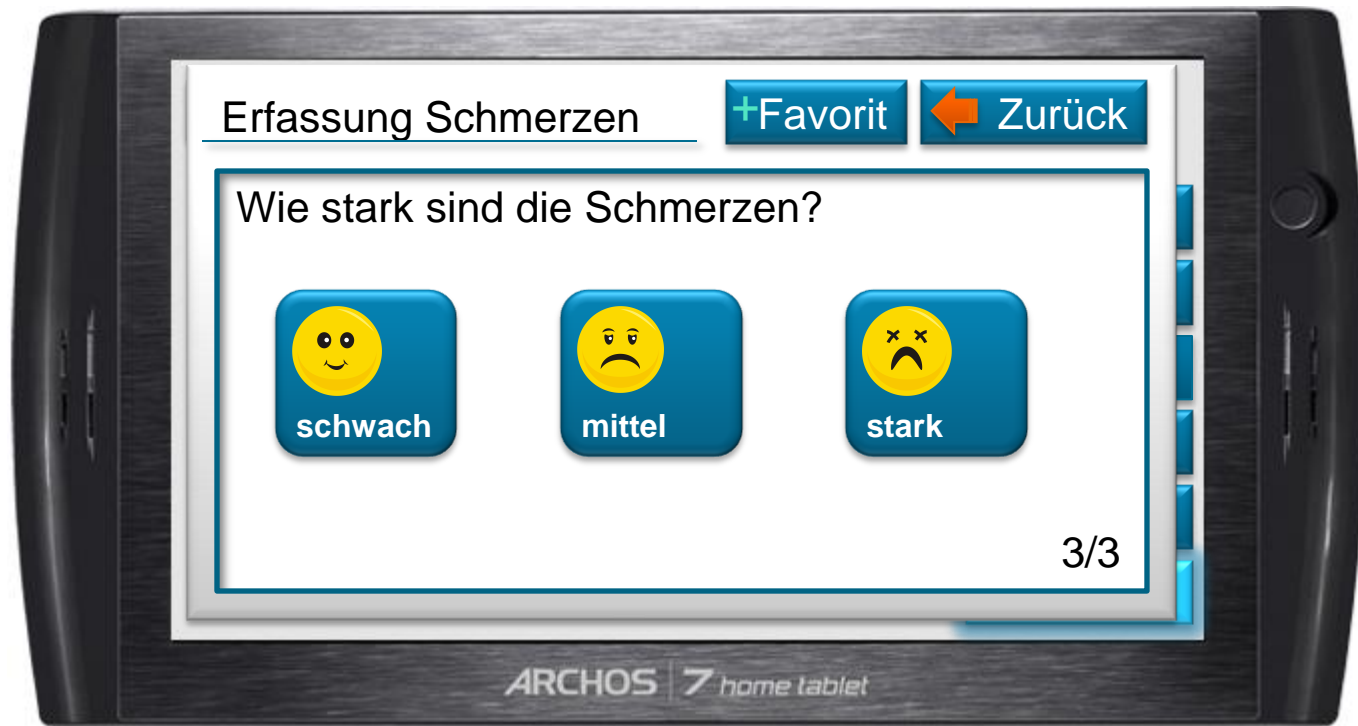 Erfassung Schmerzen
+Favorit
Zurück
Wie stark sind die Schmerzen?
schwach
mittel
stark
3/3
ARCHOS 7 home tablet